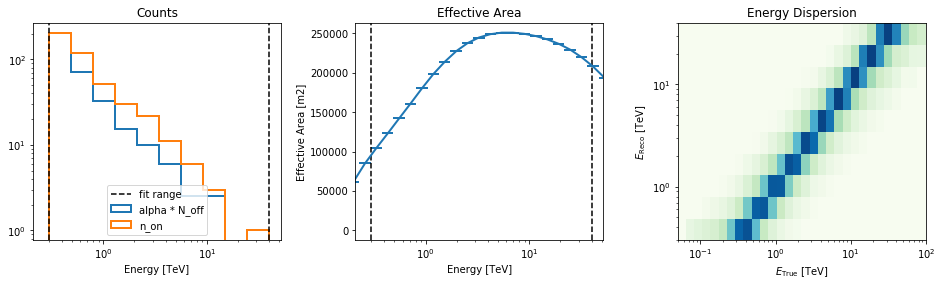 Counts
10²
10¹
10⁰
10⁰
10¹
Energy [TeV]
fit range
alpha * N_off
n_on
Effective Area
Effective Area [m2]
250000
200000
150000
100000
50000
0
10⁰
10¹
Energy [TeV]
Energy Dispersion
E_Reco [TeV]
10¹
10⁰
10⁻¹
10⁰
10¹
10²
E_True [TeV]